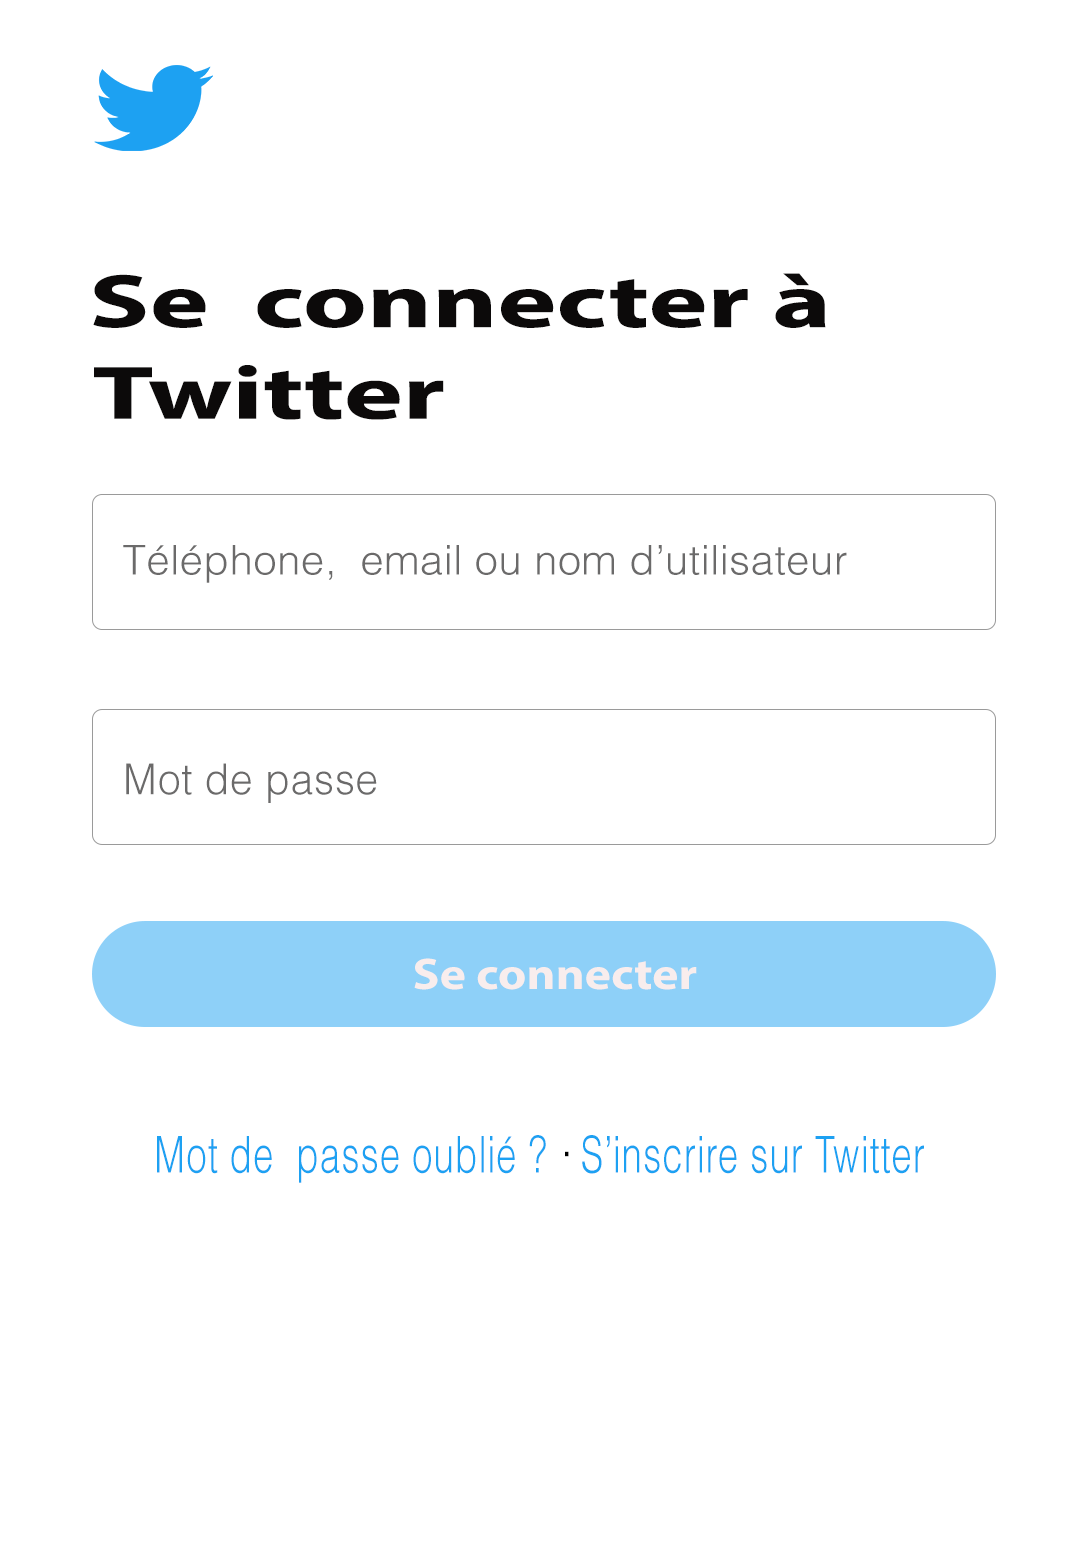 Se connecter à
Twitter
Téléphone, email ou nom d’utilisateur
Mot de passe
Se connecter
Mot de passe oublié ? · S’inscrire sur Twitter